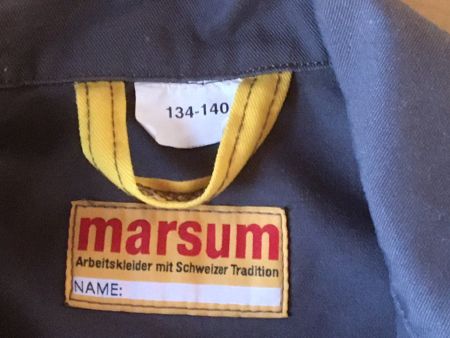 134-140
marsum
Arbeitskleider mit Schweizer Tradition
NAME: